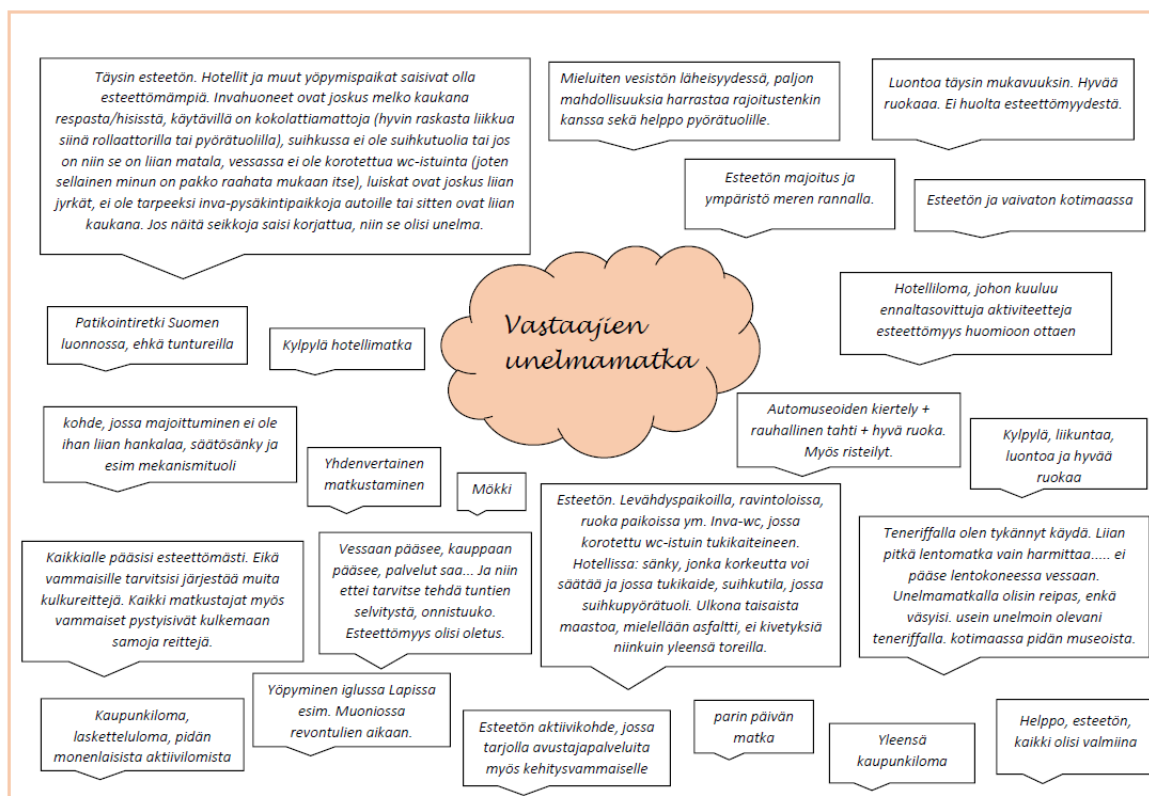 Täysin esteetön. Hotellit ja muut yöpymispaikat saisivat olla
esteettömämpiä. Invahuoneet ovat joskus melko kaukana
respasta/hisistä, käytävillä on kokolattiamattoja (hyvin raskasta liikkua
siinä rollaattorilla tai pyörätuolilla), suihkussa ei ole suihkutuolia tai jos
on niin se on liian matala, vessassa ei ole korotettua wc-istuinta (joten
sellainen minun on pakko raahata mukaan itse), luiskat ovat joskus liian
jyrkät, ei ole tarpeeksi inva-pysäkintipaikkoja autoille tai sitten ovat liian
kaukana. Jos näitä seikkoja saisi korjattua, niin se olisi unelma.
Mieluiten vesistön läheisyydessä, paljon
mahdollisuuksia harrastaa rajoitustenkin
kanssa sekä helppo pyörätuolille.
Luontoa täysin mukavuuksin. Hyvää
ruokaaa. Ei huolta esteettömyydestä.
Esteetön majoitus ja
ympäristö meren rannalla.
Esteetön ja vaivaton kotimaassa
Vastaajien
unelmamatka
Hotelliloma, johon kuuluu
ennaltasovittuja aktiviteetteja
esteettömyys huomioon ottaen
Patikointiretki Suomen
luonnossa, ehkä tuntureilla
Kylpylä hotellimatka
kohde, jossa majoittuminen ei ole
ihan liian hankalaa, säätösänky ja
esim mekanismituoli
Yhdenvertainen
matkustaminen
Mökki
Automuseoiden kiertely +
rauhallinen tahti + hyvä ruoka.
Myös risteilyt.
Kylpylä, liikuntaa,
luontoa ja hyvää
ruokaa
Kaikkialle pääsisi esteettömästi. Eikä
vammaisille tarvitsisi järjestää muita
kulkureittejä. Kaikki matkustajat myös
vammaiset pystyisivät kulkemaan
samoja reittejä.
Vessaan pääsee, kauppaan
pääsee, palvelut saa... Ja niin
ettei tarvitse tehdä tuntien
selvitystä, onnistuuko.
Esteettömyys olisi oletus.
Esteetön. Levähdyspaikoilla, ravintoloissa,
ruoka paikoissa ym. Inva-wc, jossa
korotettu wc-istuin tukikaiteineen.
Hotellissa: sänky, jonka korkeutta voi
säätää ja jossa tukikaide, suihkutila, jossa
suihkupyörätuoli. Ulkona taisaista
maastoa, mielellään asfaltti, ei kivetyksiä
niinkuin yleensä toreilla.
Teneriffalla olen tykännyt käydä. Liian
pitkä lentomatka vain harmittaa..... ei
pääse lentokoneessa vessaan.
Unelmamatkalla olisin reipas, enkä
väsyisi. usein unelmoin olevani
teneriffalla. kotimaassa pidän museoista.
Kaupunkiloma,
lasketteluloma, pidän
monenlaisista aktiivilomista
Yöpyminen iglussa Lapissa
esim. Muoniossa
revontulien aikaan.
Esteetön aktiivikohde, jossa
tarjolla avustajapalveluita
myös kehitysvammaiselle
parin päivän
matka
Yleensä
kaupunkiloma
Helppo, esteetön,
kaikki olisi valmiina